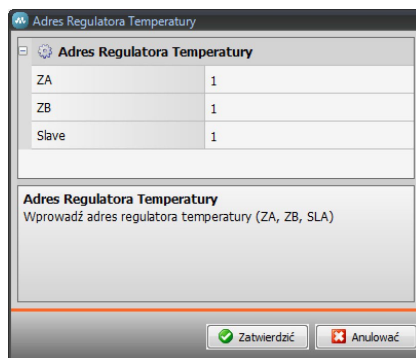 Adres Regulatora Temperatury
Adres Regulatora Temperatury
ZA 1
ZB 1
Slave 1
Adres Regulatora Temperatury
Wprowadź adres regulatora temperatury (ZA, ZB, SLA)
Zatwierdzić Anulować